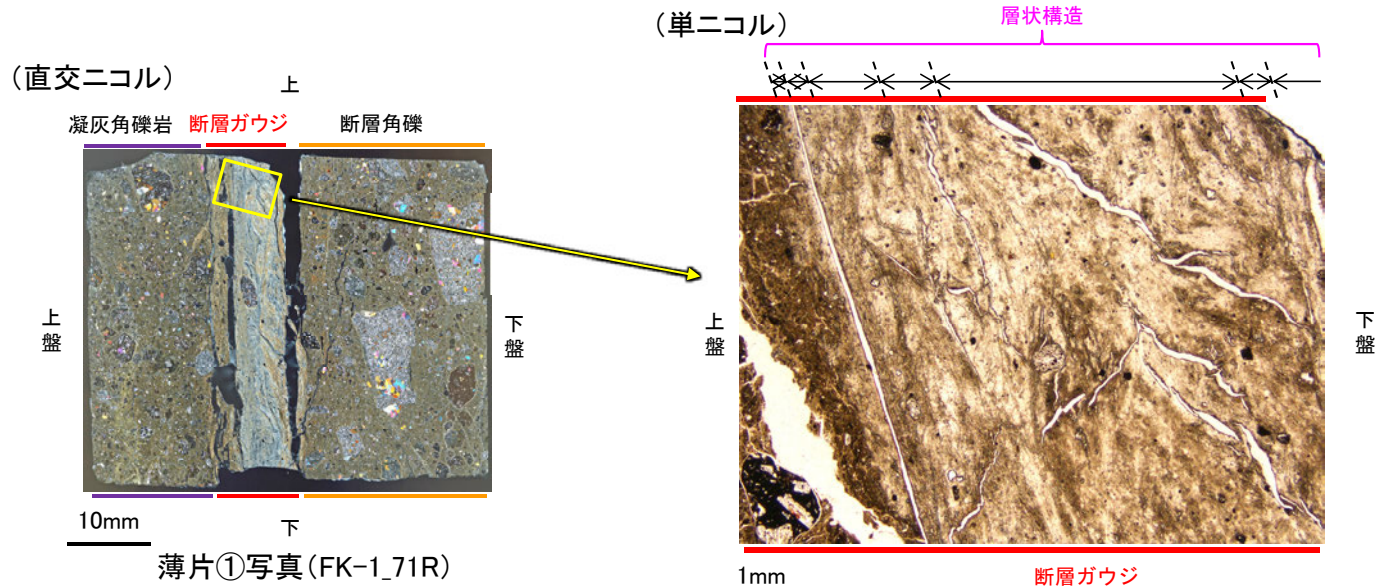 (直交ニコル)
上
凝灰角礫岩
断層ガウジ
断層角礫
上盤
下盤
10mm
下
薄片①写真(FK-1_71R)
(単ニコル)
層状構造
上盤
下盤
1mm
断層ガウジ